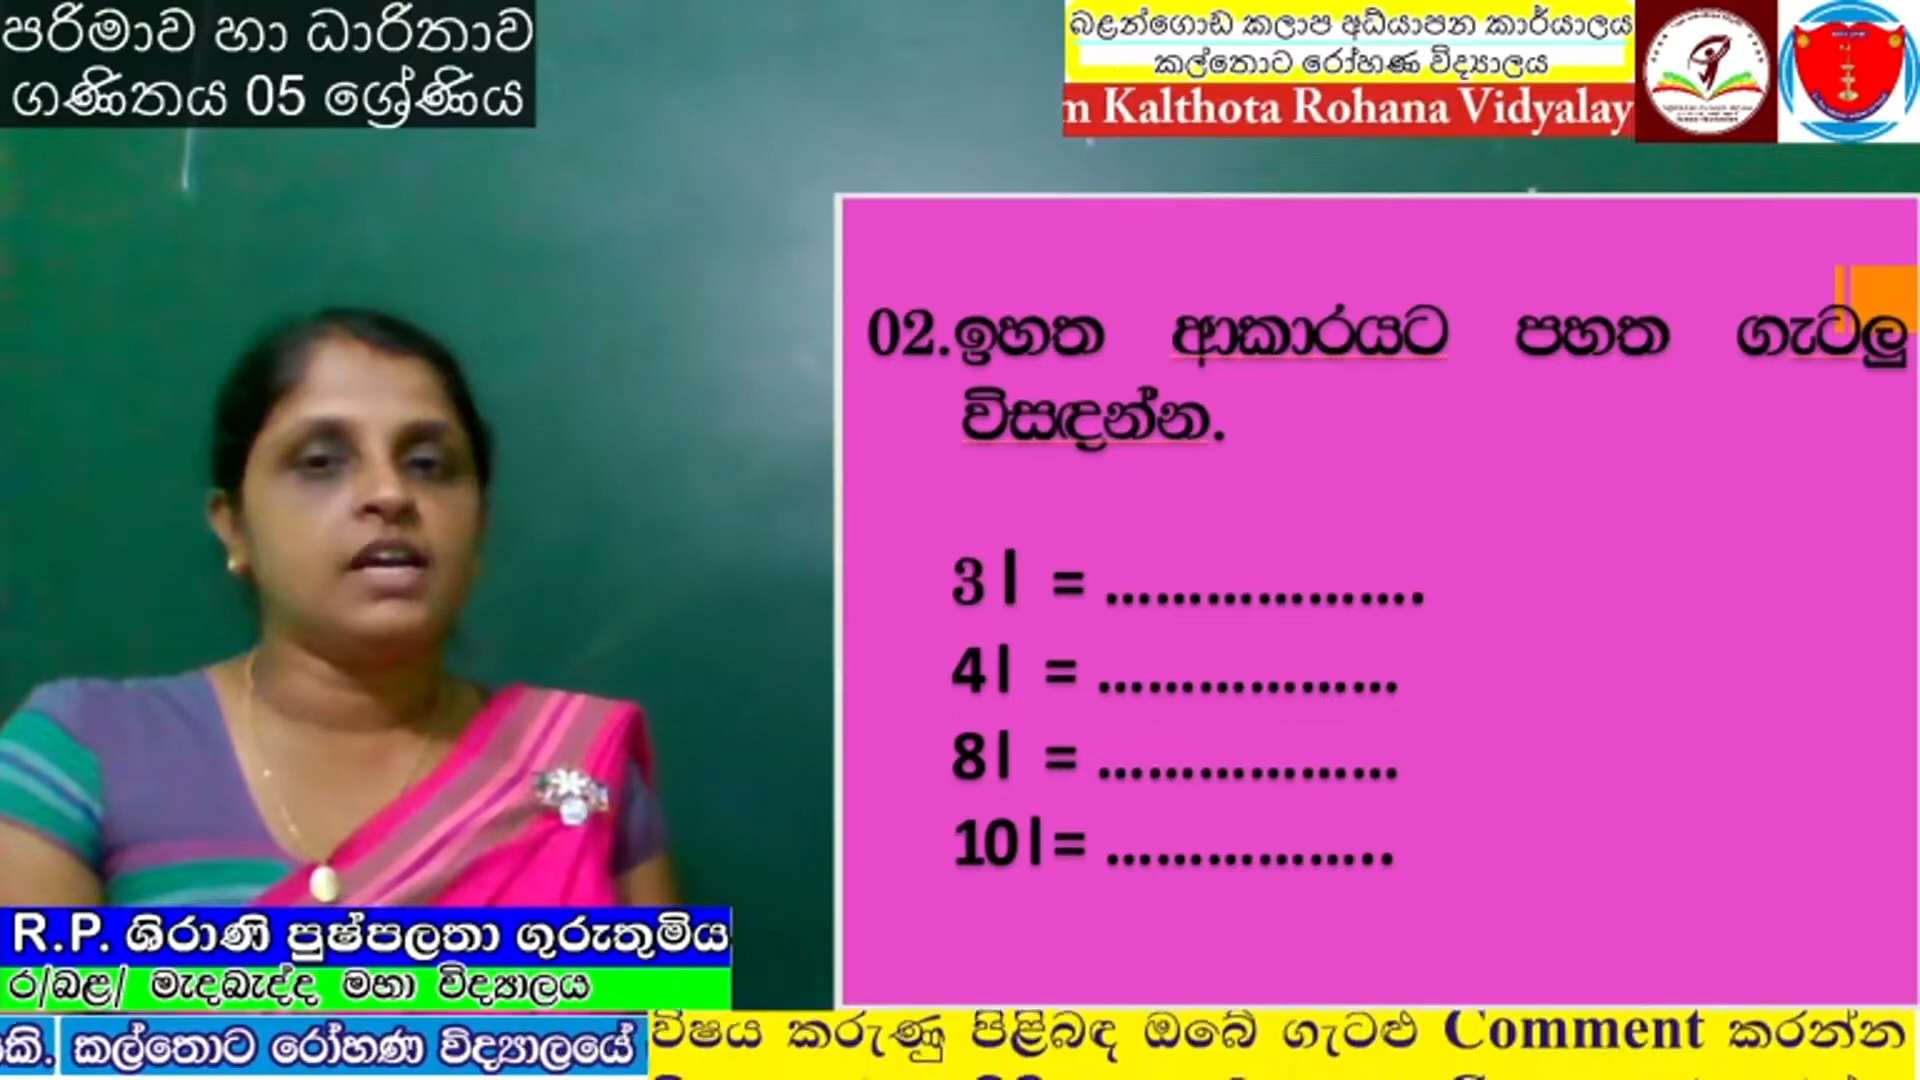 පරිමාව හා ධාරිතාව
ගණිතය 05 ශ්‍රේණිය
බළන්ගොඩ කලාප අධ්‍යාපන කාර්යාලය
කල්තොට රෝහණ විද්‍යාලය
m Kalthota Rohana Vidyalay
02.ඉහත ආකාරයට පහත ගැටලු
විසඳන්න.
3 l = ……………….
4 l = ………………
8 l = ………………
10 l = ……………..
R.P. ශිරාණි පුෂ්පලතා ගුරුතුමිය
ර/බළ/ මැදබැද්ද මහා විද්‍යාලය
කි. කල්තොට රෝහණ විද්‍යාලයේ
විෂය කරුණු පිළිබඳ ඔබේ ගැටළු Comment කරන්න